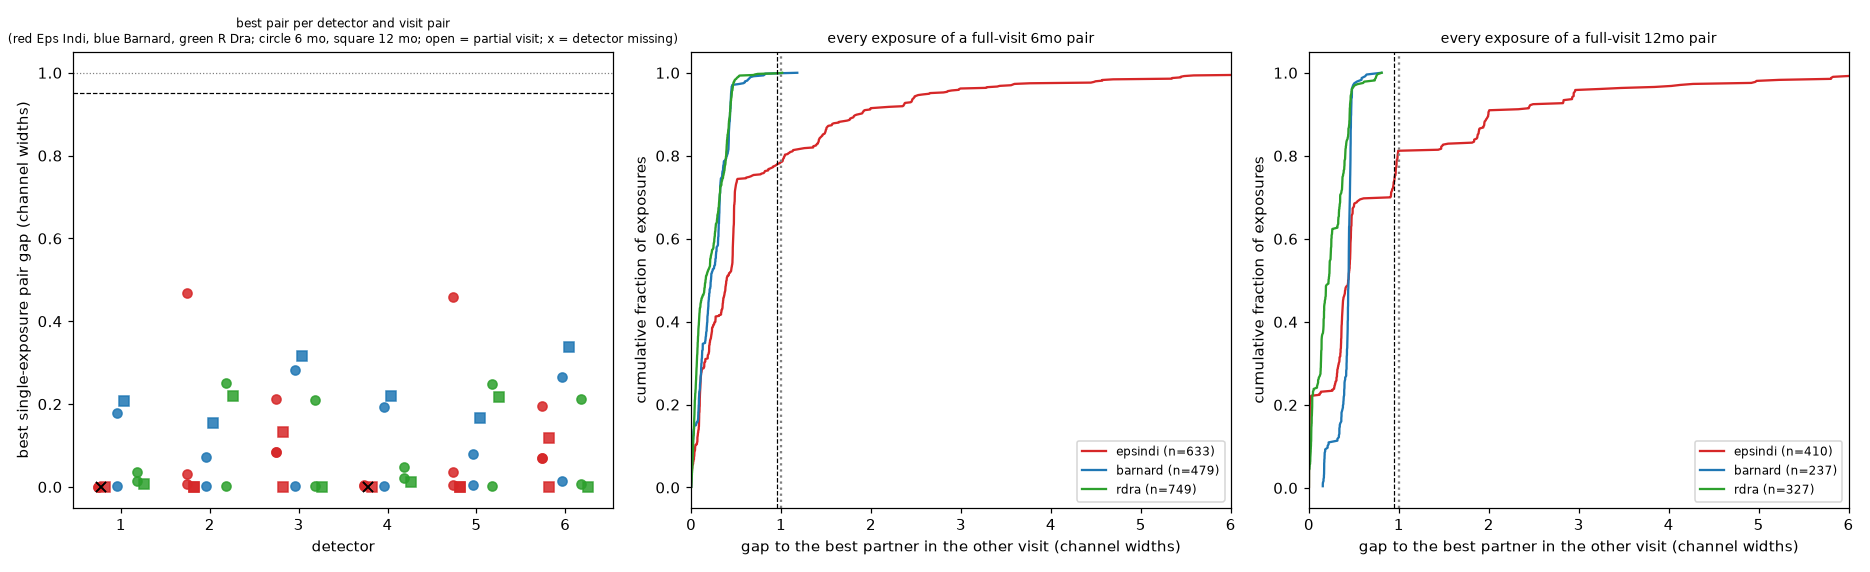 best pair per detector and visit pair
(red Eps Indi, blue Barnard, green R Dra; circle 6 mo, square 12 mo; open = partial visit; x = detector missing)
best single-exposure pair gap (channel widths)
1.0
0.8
0.6
0.4
0.2
0.0
1 2 3 4 5 6
detector
every exposure of a full-visit 6mo pair
cumulative fraction of exposures
1.0
0.8
0.6
0.4
0.2
0.0
epsindi (n=633)
barnard (n=479)
rdra (n=749)
0 1 2 3 4 5 6
gap to the best partner in the other visit (channel widths)
every exposure of a full-visit 12mo pair
cumulative fraction of exposures
1.0
0.8
0.6
0.4
0.2
0.0
epsindi (n=410)
barnard (n=237)
rdra (n=327)
0 1 2 3 4 5 6
gap to the best partner in the other visit (channel widths)